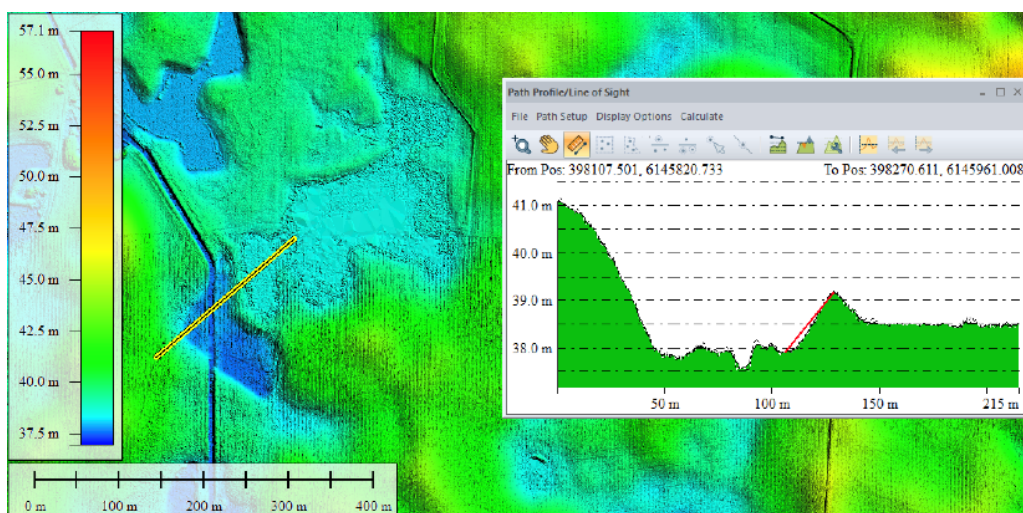 57.1 m
55.0 m
52.5 m
50.0 m
47.5 m
45.0 m
42.5 m
40.0 m
37.5 m
0 m 100 m 200 m 300 m 400 m
Path Profile/Line of Sight
File Path Setup Display Options Calculate
From Pos: 398107.501, 6145820.733 To Pos: 398270.611, 6145961.008
41.0 m
40.0 m
39.0 m
38.0 m
50 m 100 m 150 m 215 m